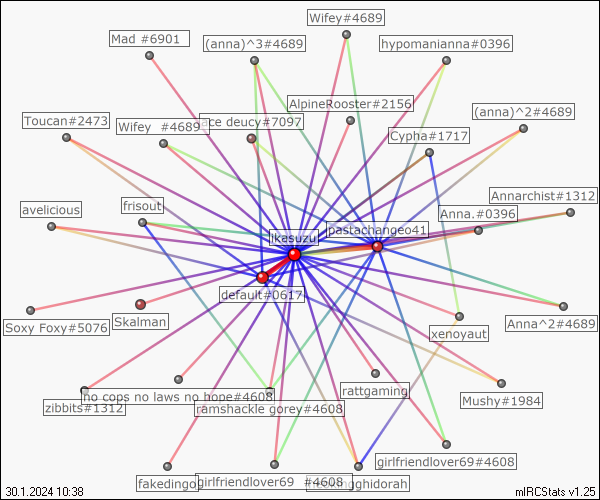 Wifey#4689
Mad #6901
(anna)^3#4689
hypomanianna#0396
AlpineRooster#2156
(anna)^2#4689
Toucan#2473
Wifey #4689
ace deucy#7097
Cypha#1717
Annarchist#1312
avelicious
frisout
Anna.#0396
ikesuzu
pastachangeo41
default#0617
Skalman
Soxy Foxy#5076
Anna^2#4689
xenoyaut
no cops no laws no hope#4608
rattgaming
Mushy#1984
zibbits#1312
ramshackle gorey#4608
girlfriendlover69#4608
fakedingo
girlfriendlover69 #4608
gghidorah
30.1.2024 10:38
mIRCStats v1.25